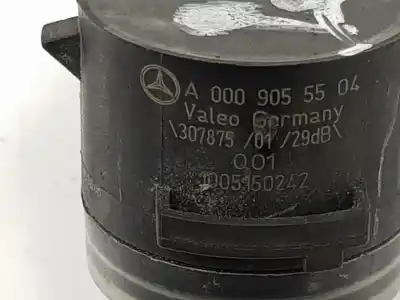 A 000 905 55 04
Valeo Germany
\307875 /01 /29dB\
Q01
1005150242